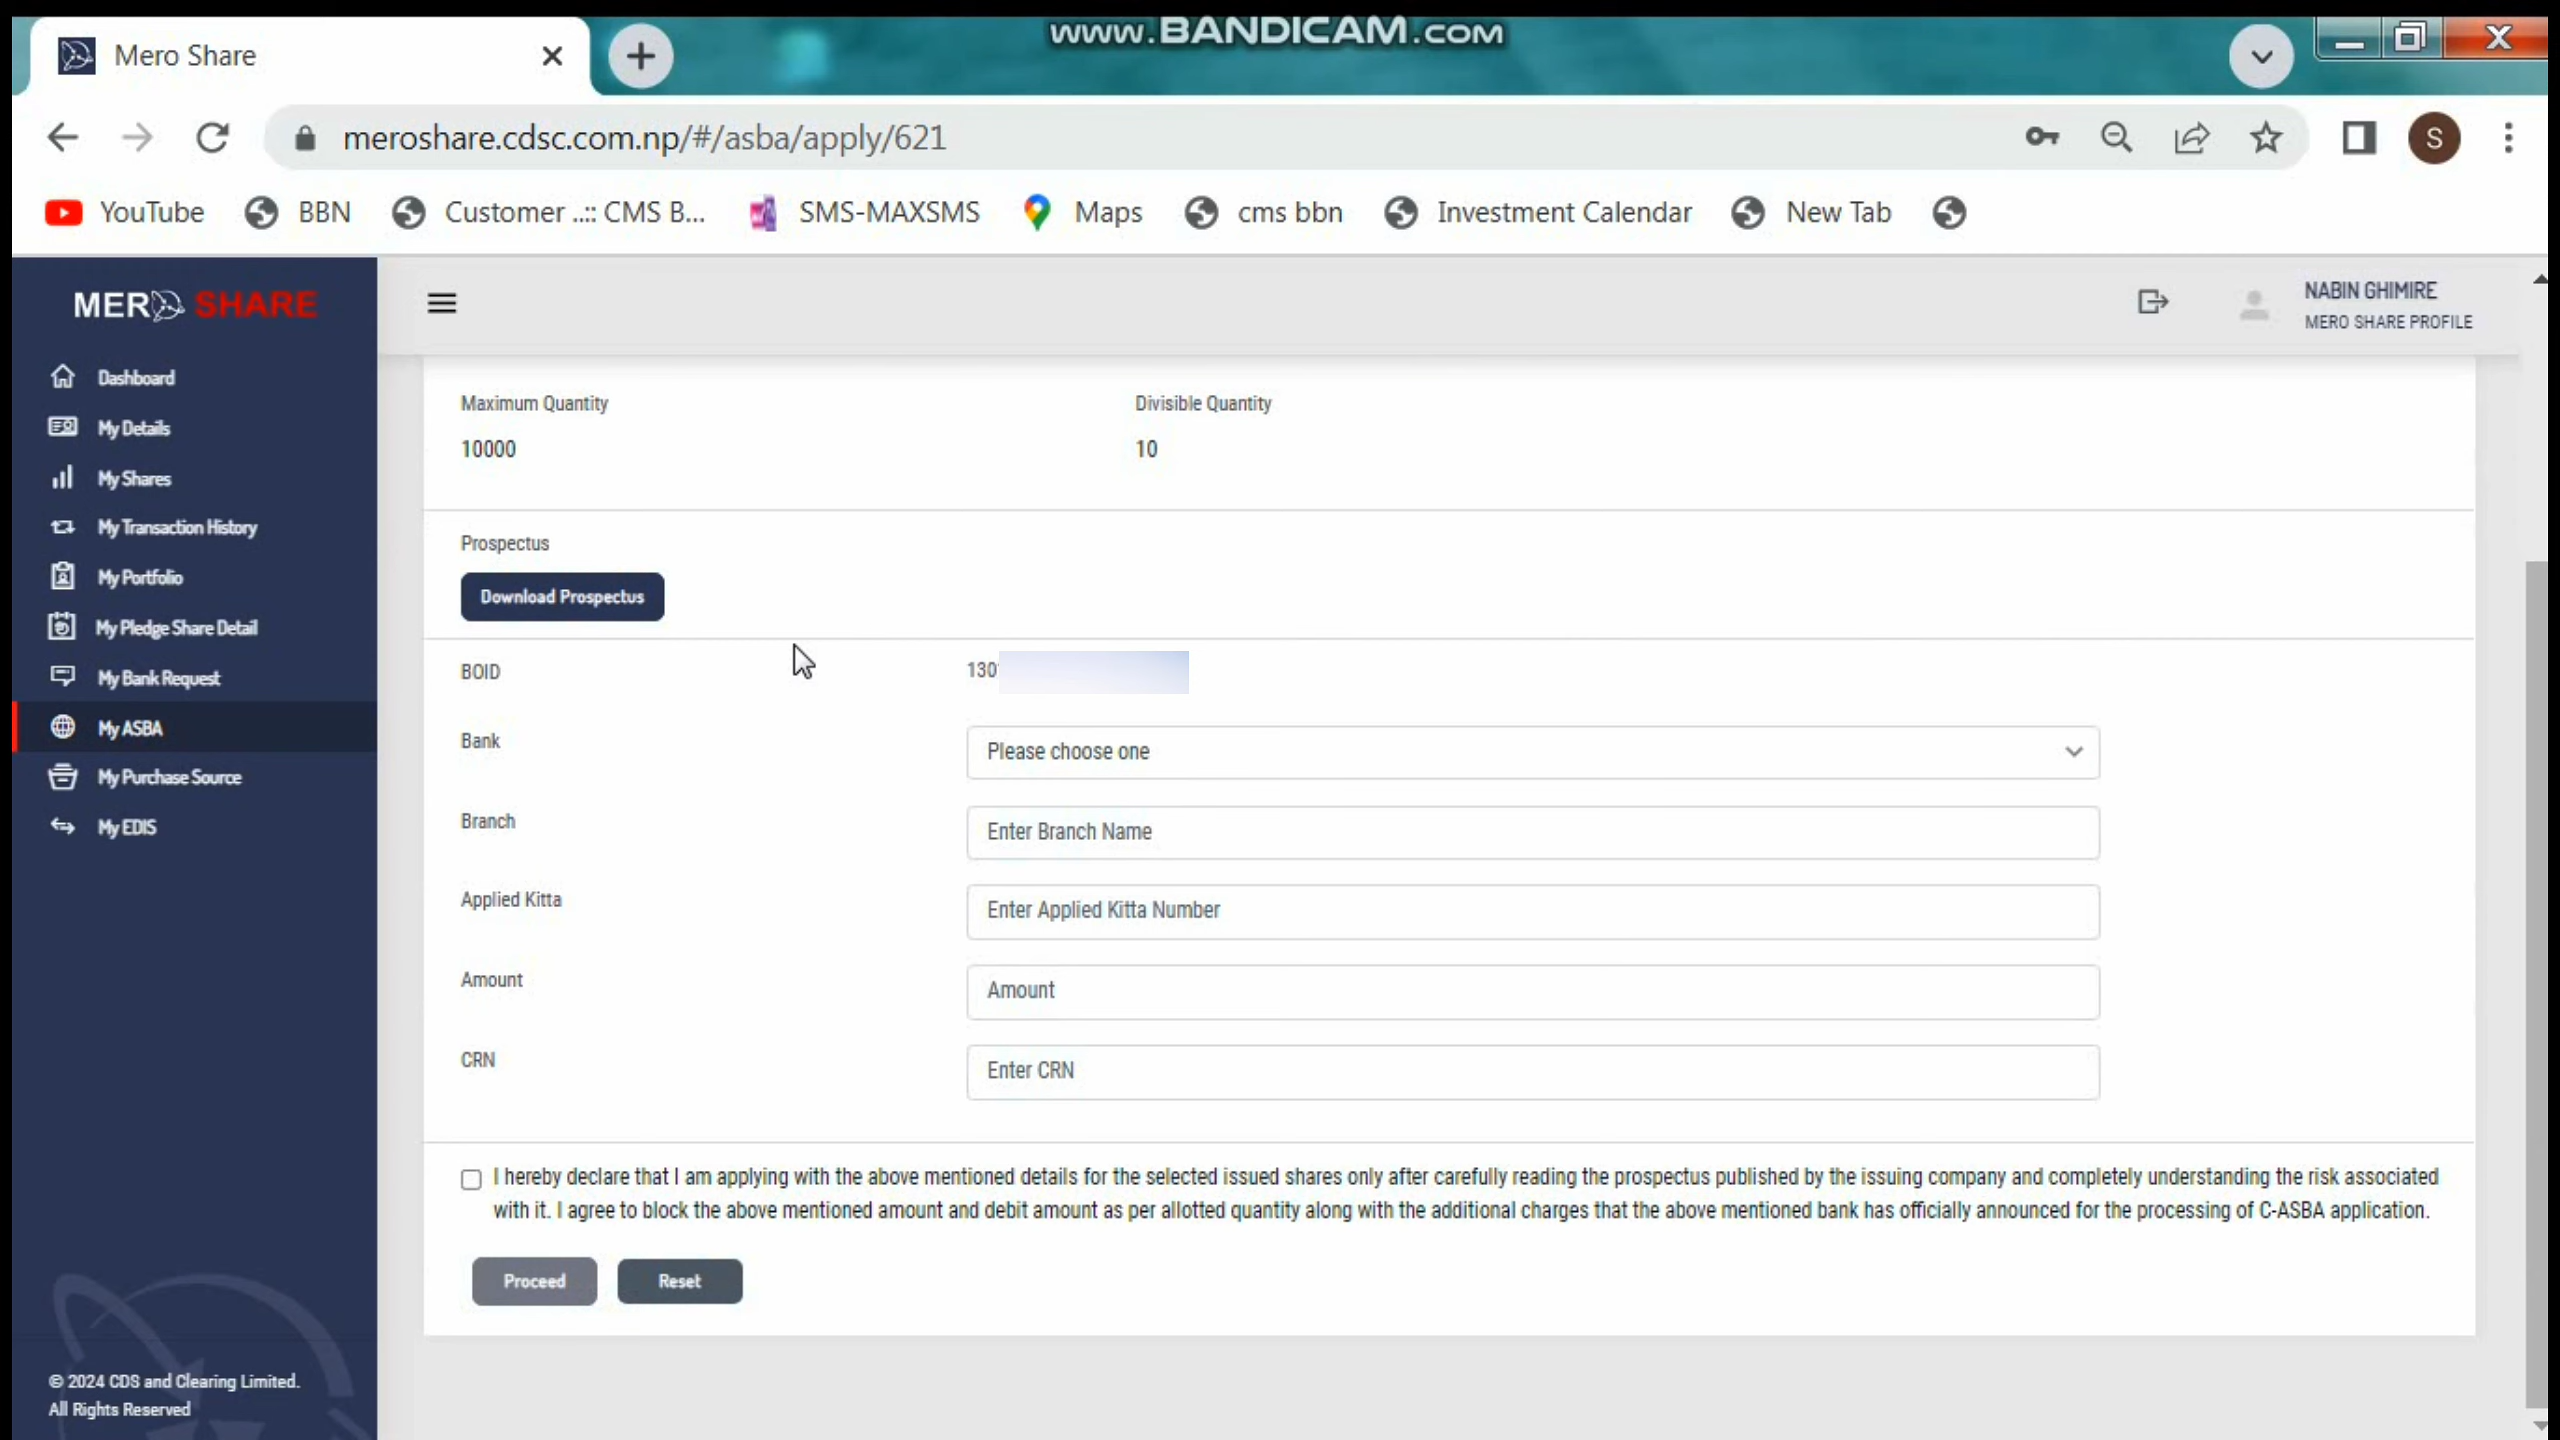 www.BANDICAM.com
Mero Share
meroshare.cdsc.com.np/#/asba/apply/621
S
YouTube BBN Customer ..:: CMS B... SMS-MAXSMS Maps cms bbn Investment Calendar New Tab
MERO SHARE
NABIN GHIMIRE
MERO SHARE PROFILE
Dashboard
My Details
My Shares
My Transaction History
My Portfolio
My Pledge Share Detail
My Bank Request
My ASBA
My Purchase Source
My EDIS
© 2024 CDS and Clearing Limited.
All Rights Reserved
Maximum Quantity Divisible Quantity
10000 10
Prospectus
Download Prospectus
BOID 130
Bank Please choose one
Branch Enter Branch Name
Applied Kitta Enter Applied Kitta Number
Amount Amount
CRN Enter CRN
I hereby declare that I am applying with the above mentioned details for the selected issued shares only after carefully reading the prospectus published by the issuing company and completely understanding the risk associated
with it. I agree to block the above mentioned amount and debit amount as per allotted quantity along with the additional charges that the above mentioned bank has officially announced for the processing of C-ASBA application.
Proceed Reset